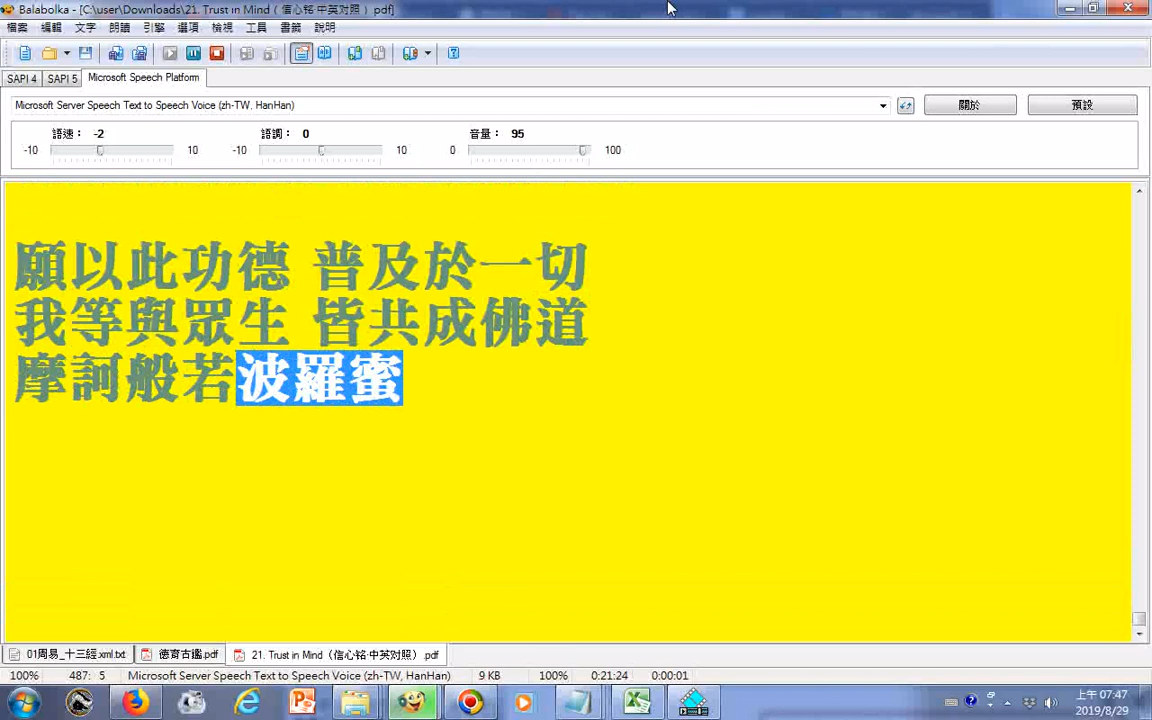 Balabolka - [C:\user\Downloads\21. Trust in Mind（信心铭·中英对照）.pdf]
檔案 編輯 文字 朗讀 引擎 選項 檢視 工具 書籤 說明
SAPI 4 SAPI 5 Microsoft Speech Platform
Microsoft Server Speech Text to Speech Voice (zh-TW, HanHan) 關於 預設
語速： -2 語調： 0 音量： 95
-10 10 -10 10 0 100
願以此功德 普及於一切
我等與眾生 皆共成佛道
摩訶般若波羅蜜
01周易_十三經.xml.txt 德育古鑑.pdf 21. Trust in Mind（信心铭·中英对照）.pdf
100% 487: 5 Microsoft Server Speech Text to Speech Voice (zh-TW, HanHan) 9 KB 100% 0:21:24 0:00:01
上午 07:47
2019/8/29